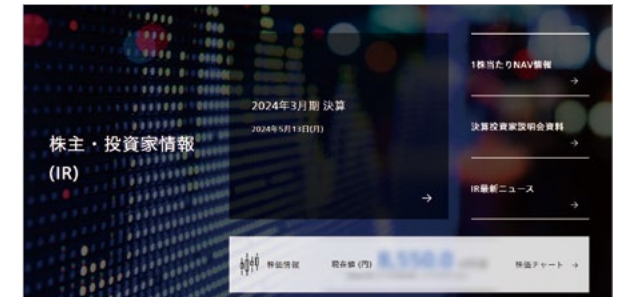 株主・投資家情報
(IR)
2024年3月期 決算
2024年5月13日(月)
1株当たりNAV情報
決算投資家説明会資料
IR最新ニュース
株価情報
現在値 (円)
株価チャート